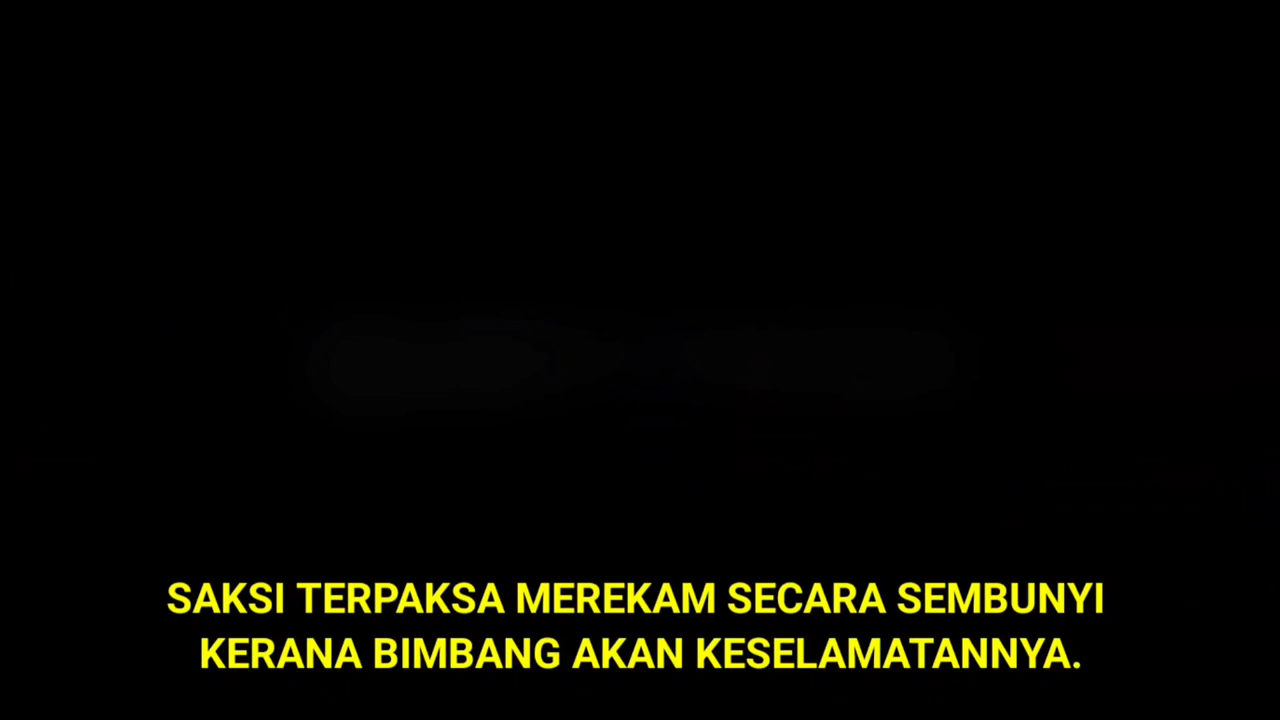 SAKSI TERPAKSA MEREKAM SECARA SEMBUNYI
KERANA BIMBANG AKAN KESELAMATANNYA.